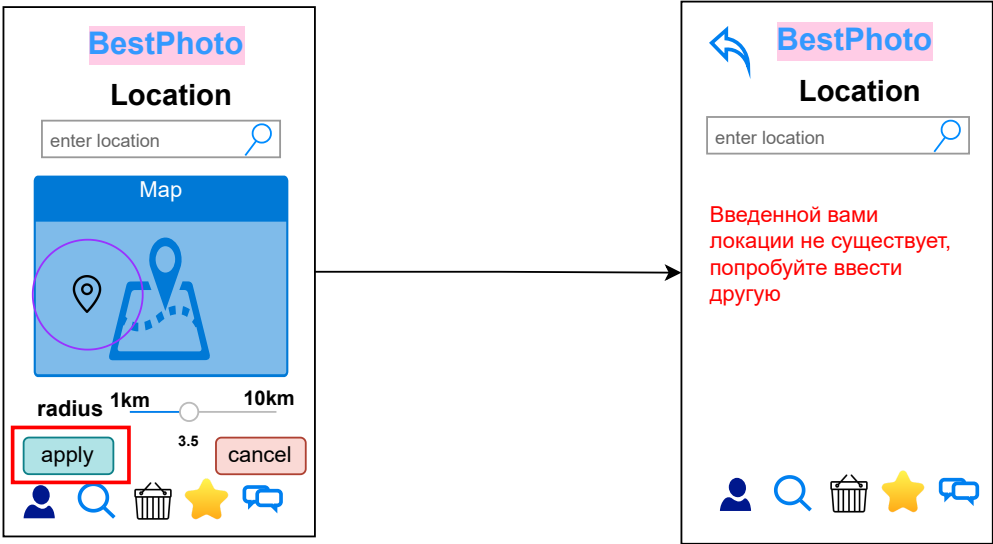 BestPhoto
Location
enter location
Map
radius 1km 10km
3.5
apply cancel
BestPhoto
Location
enter location
Введенной вами
локации не существует,
попробуйте ввести
другую